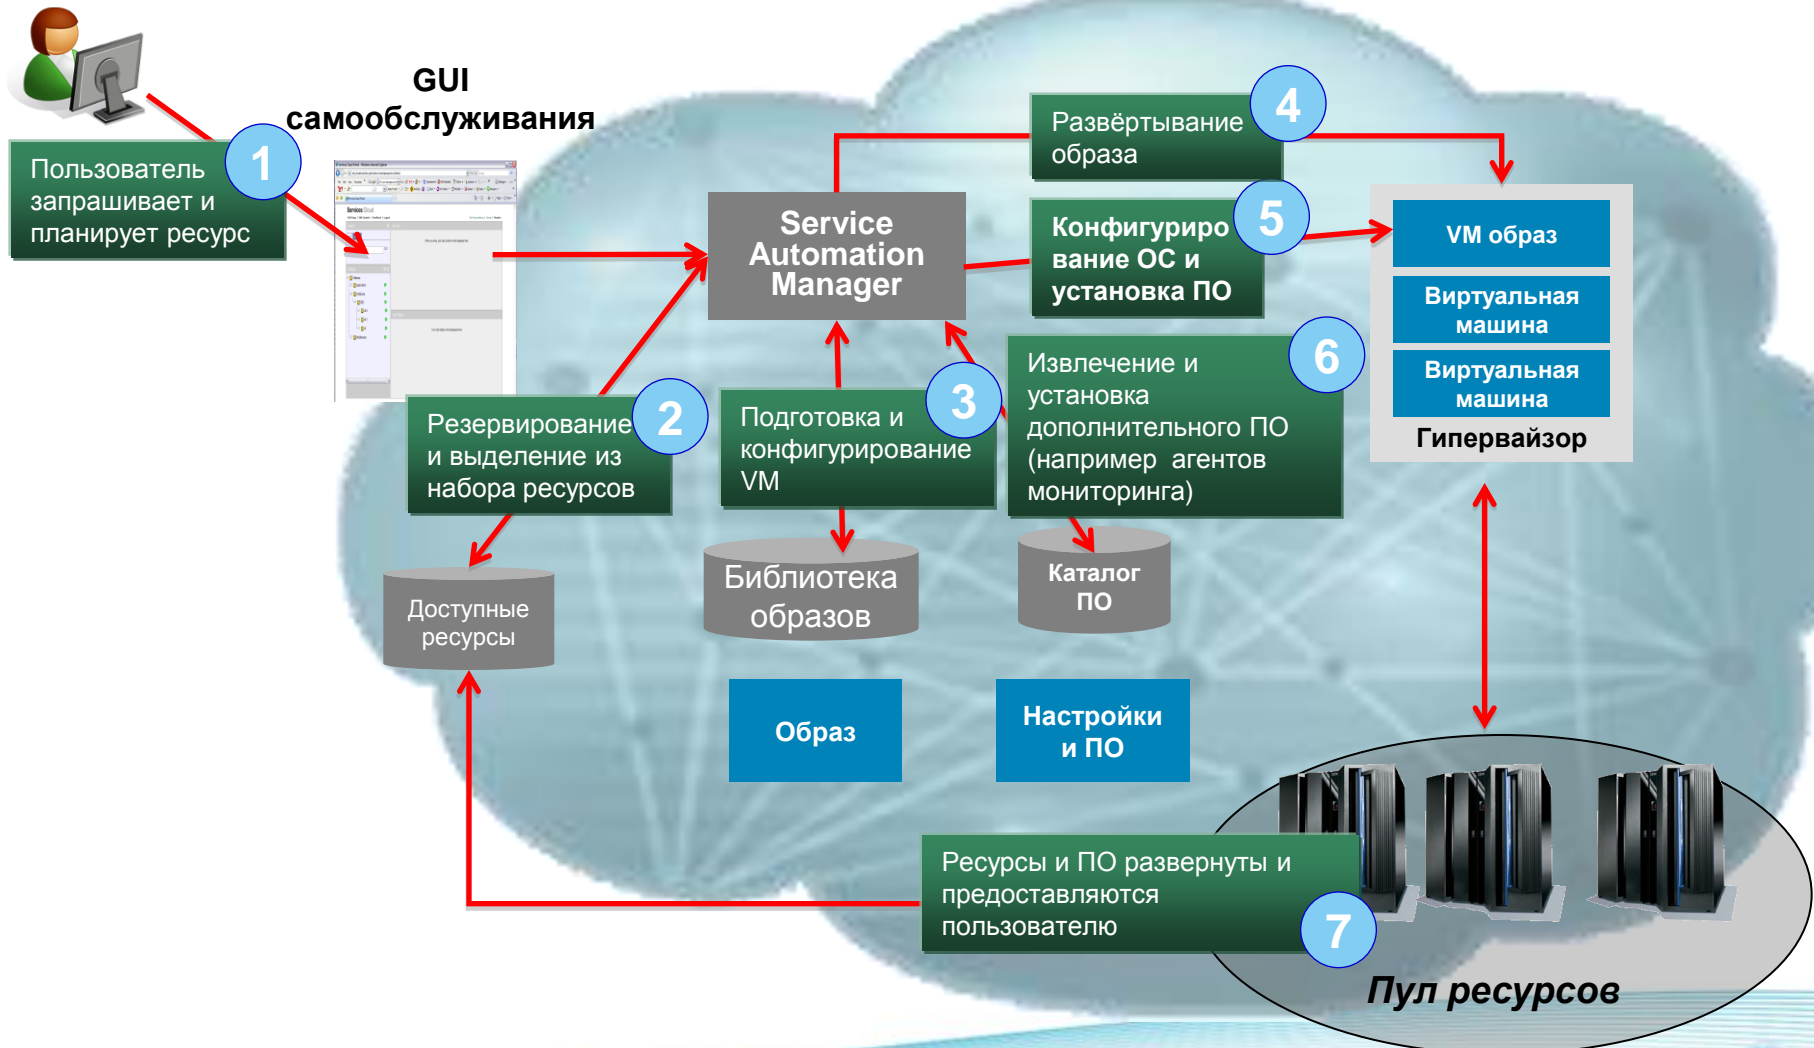 GUI
самообслуживания
1
Пользователь
запрашивает и
планирует ресурс
Services Cloud
4
Развёртывание
образа
Service
Automation
Manager
5
Конфигуриро
вание ОС и
установка ПО
VM образ
Виртуальная
машина
Виртуальная
машина
Гипервайзор
2
Резервирование
и выделение из
набора ресурсов
3
Подготовка и
конфигурирование
VM
6
Извлечение и
установка
дополнительного ПО
(например агентов
мониторинга)
Доступные
ресурсы
Библиотека
образов
Каталог
ПО
Образ
Настройки
и ПО
Ресурсы и ПО развернуты и
предоставляются
пользователю
7
Пул ресурсов